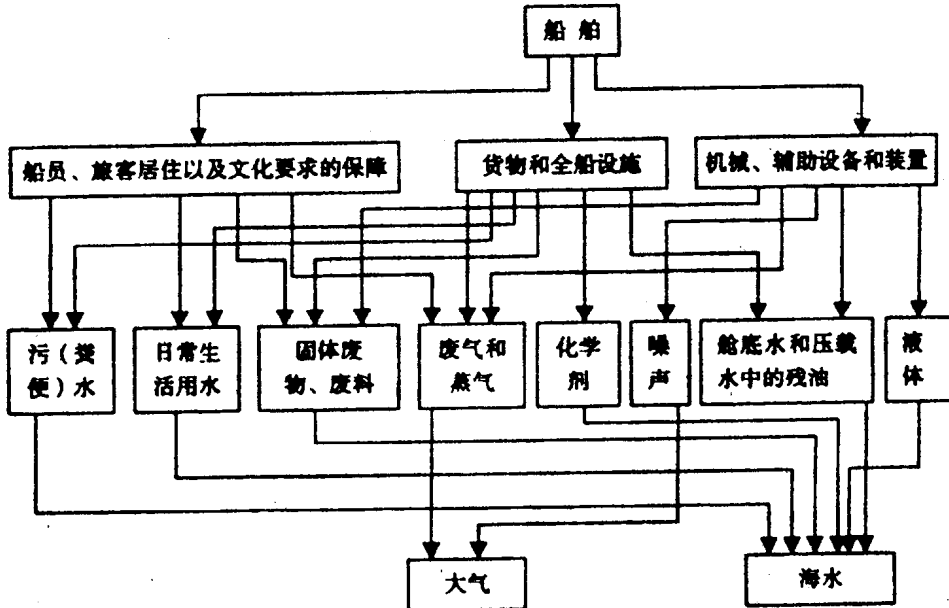 船舶
船员、旅客居住以及文化要求的保障
货物和全船设施
机械、辅助设备和装置
污（粪
便）水
日常生
活用水
固体废
物、废料
废气和
蒸气
化学
剂
噪
声
舱底水和压载
水中的残油
液
体
大气
海水